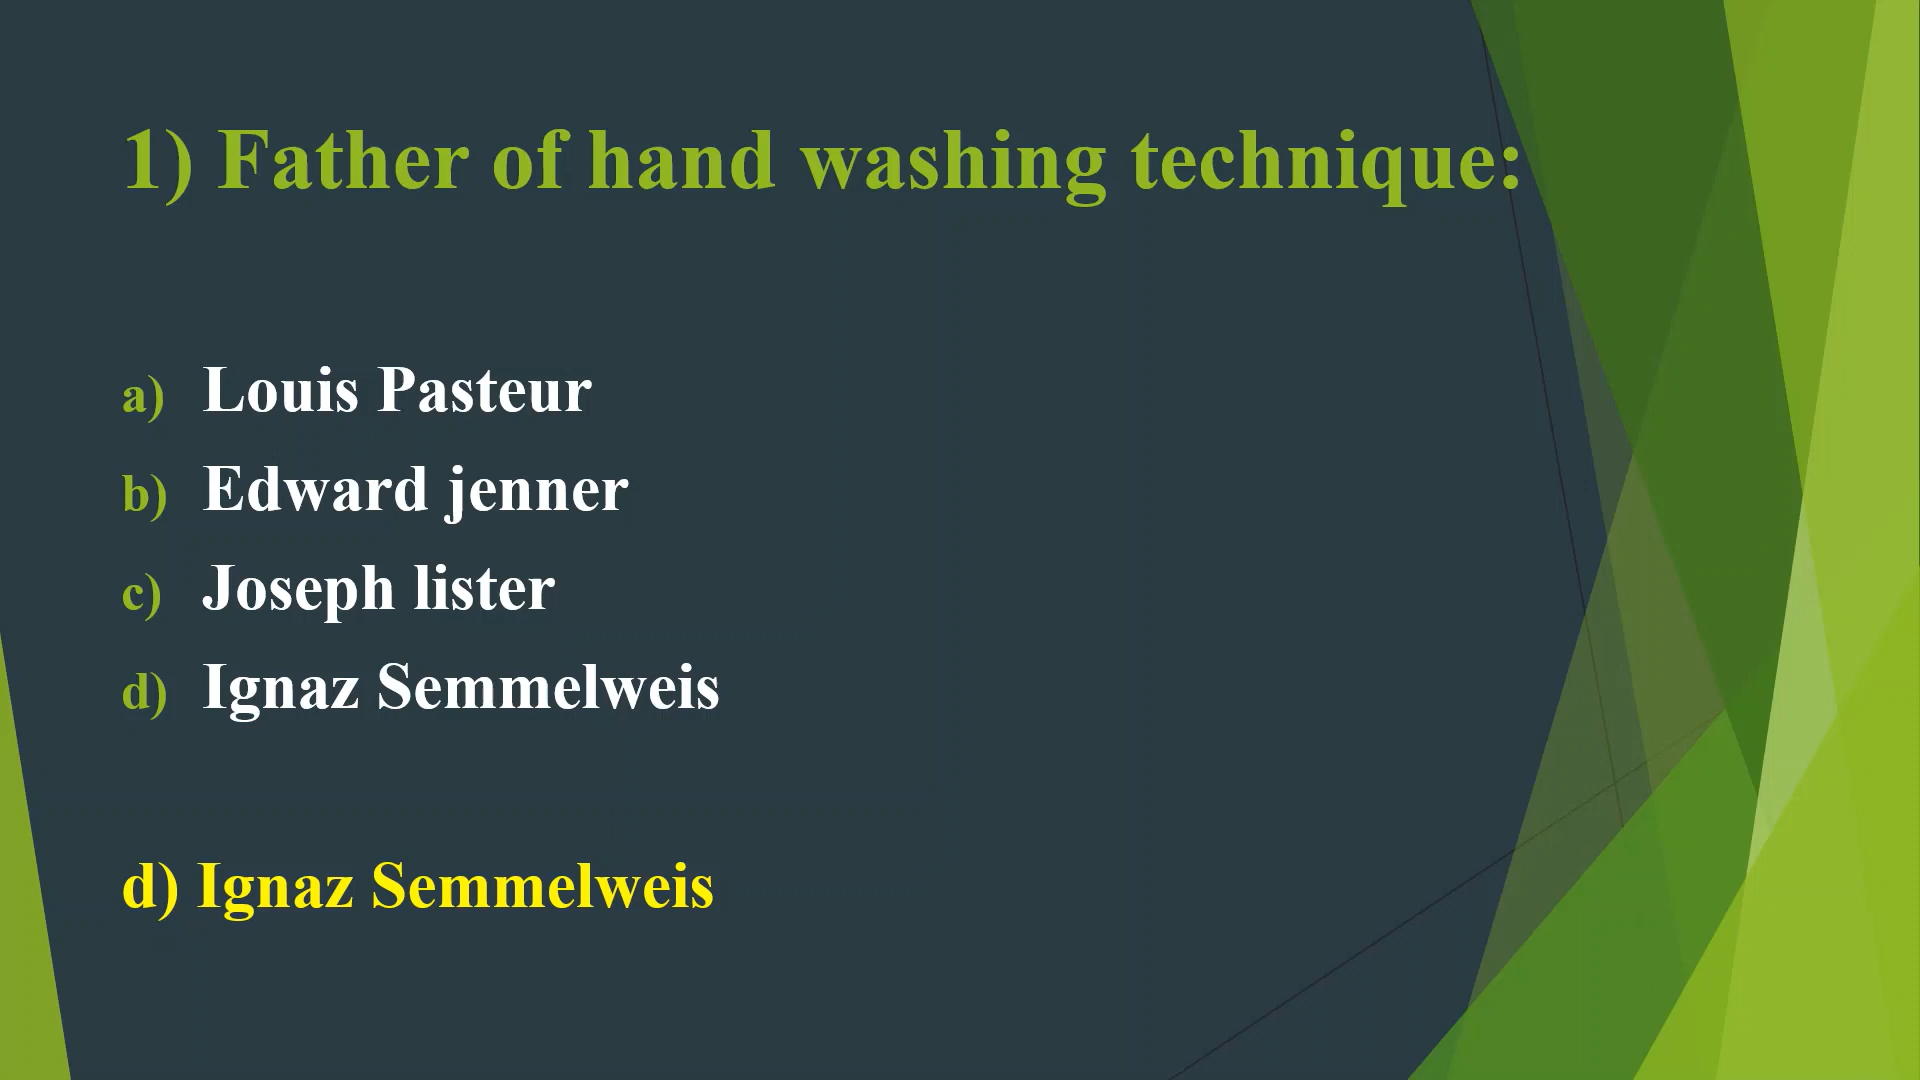 1) Father of hand washing technique:
a) Louis Pasteur
b) Edward jenner
c) Joseph lister
d) Ignaz Semmelweis
d) Ignaz Semmelweis